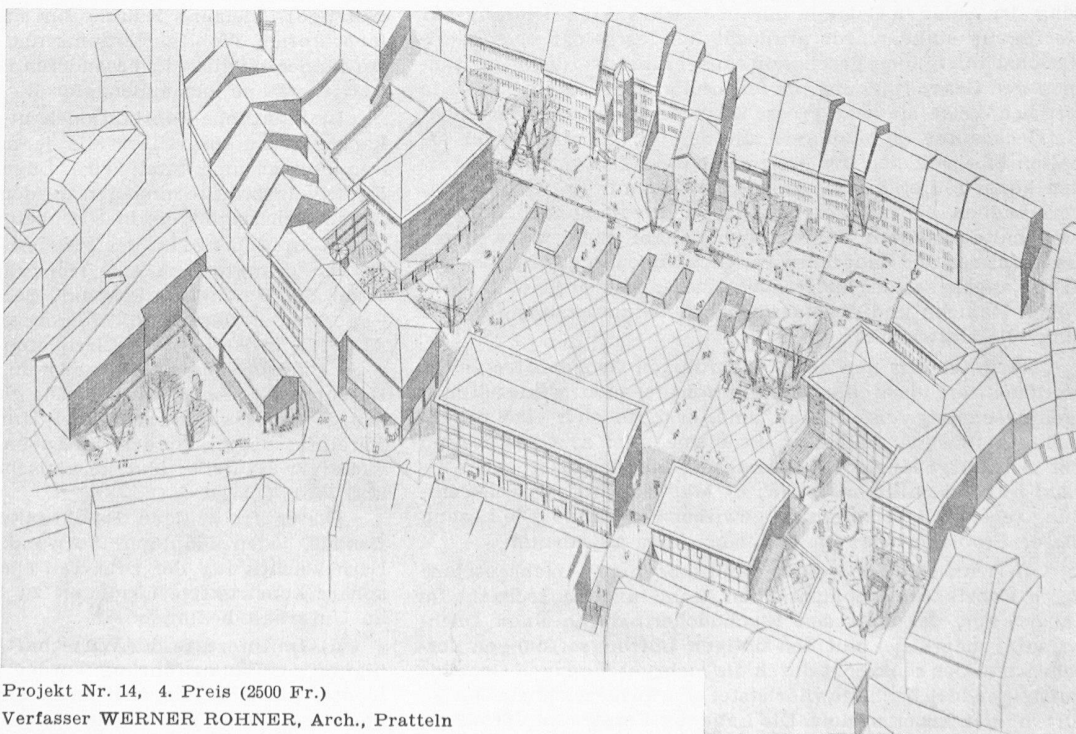 Projekt Nr. 14, 4. Preis (2500 Fr.)
Verfasser WERNER ROHNER, Arch., Pratteln